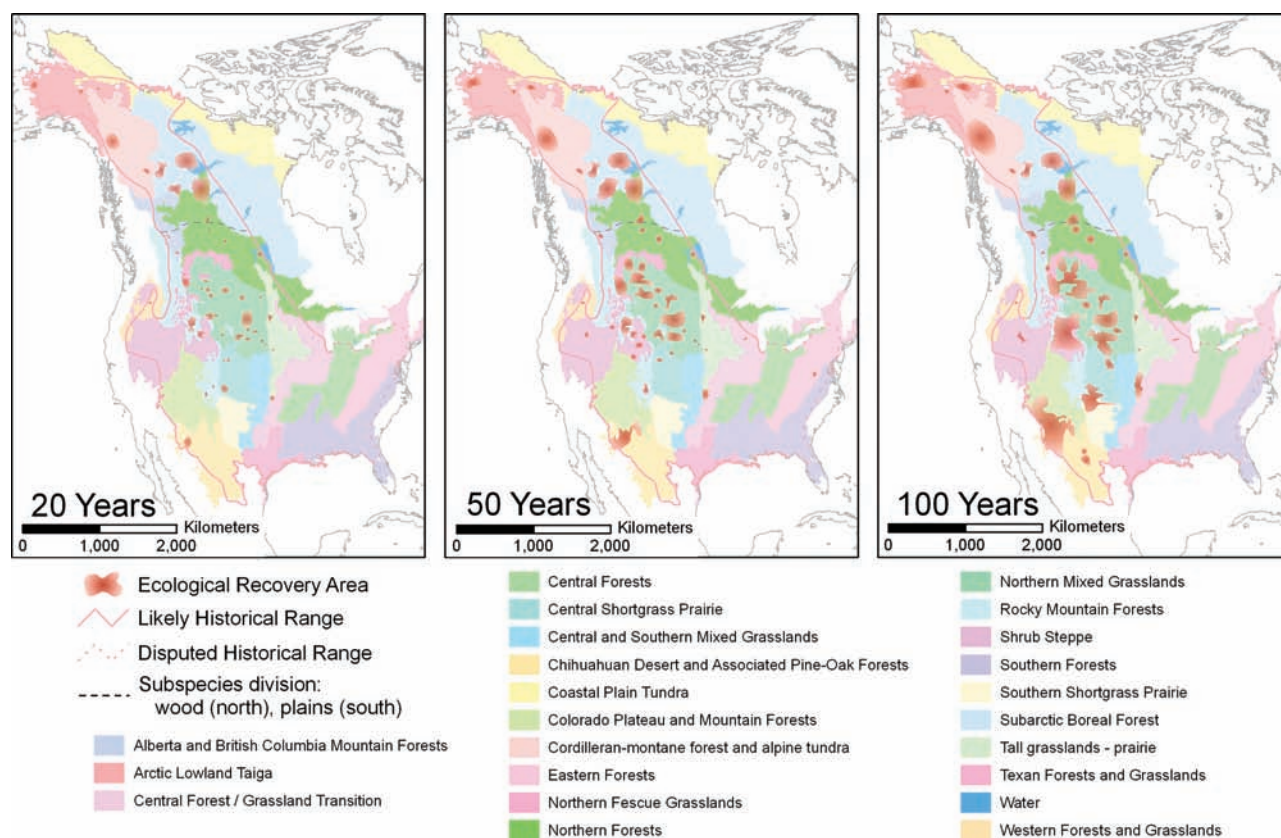 20 Years
Kilometers
0 1,000 2,000
50 Years
Kilometers
0 1,000 2,000
100 Years
Kilometers
0 1,000 2,000
Ecological Recovery Area
Likely Historical Range
Disputed Historical Range
Subspecies division:
wood (north), plains (south)
Alberta and British Columbia Mountain Forests
Arctic Lowland Taiga
Central Forest / Grassland Transition
Central Forests
Central Shortgrass Prairie
Central and Southern Mixed Grasslands
Chihuahuan Desert and Associated Pine-Oak Forests
Coastal Plain Tundra
Colorado Plateau and Mountain Forests
Cordilleran-montane forest and alpine tundra
Eastern Forests
Northern Fescue Grasslands
Northern Forests
Northern Mixed Grasslands
Rocky Mountain Forests
Shrub Steppe
Southern Forests
Southern Shortgrass Prairie
Subarctic Boreal Forest
Tall grasslands - prairie
Texan Forests and Grasslands
Water
Western Forests and Grasslands